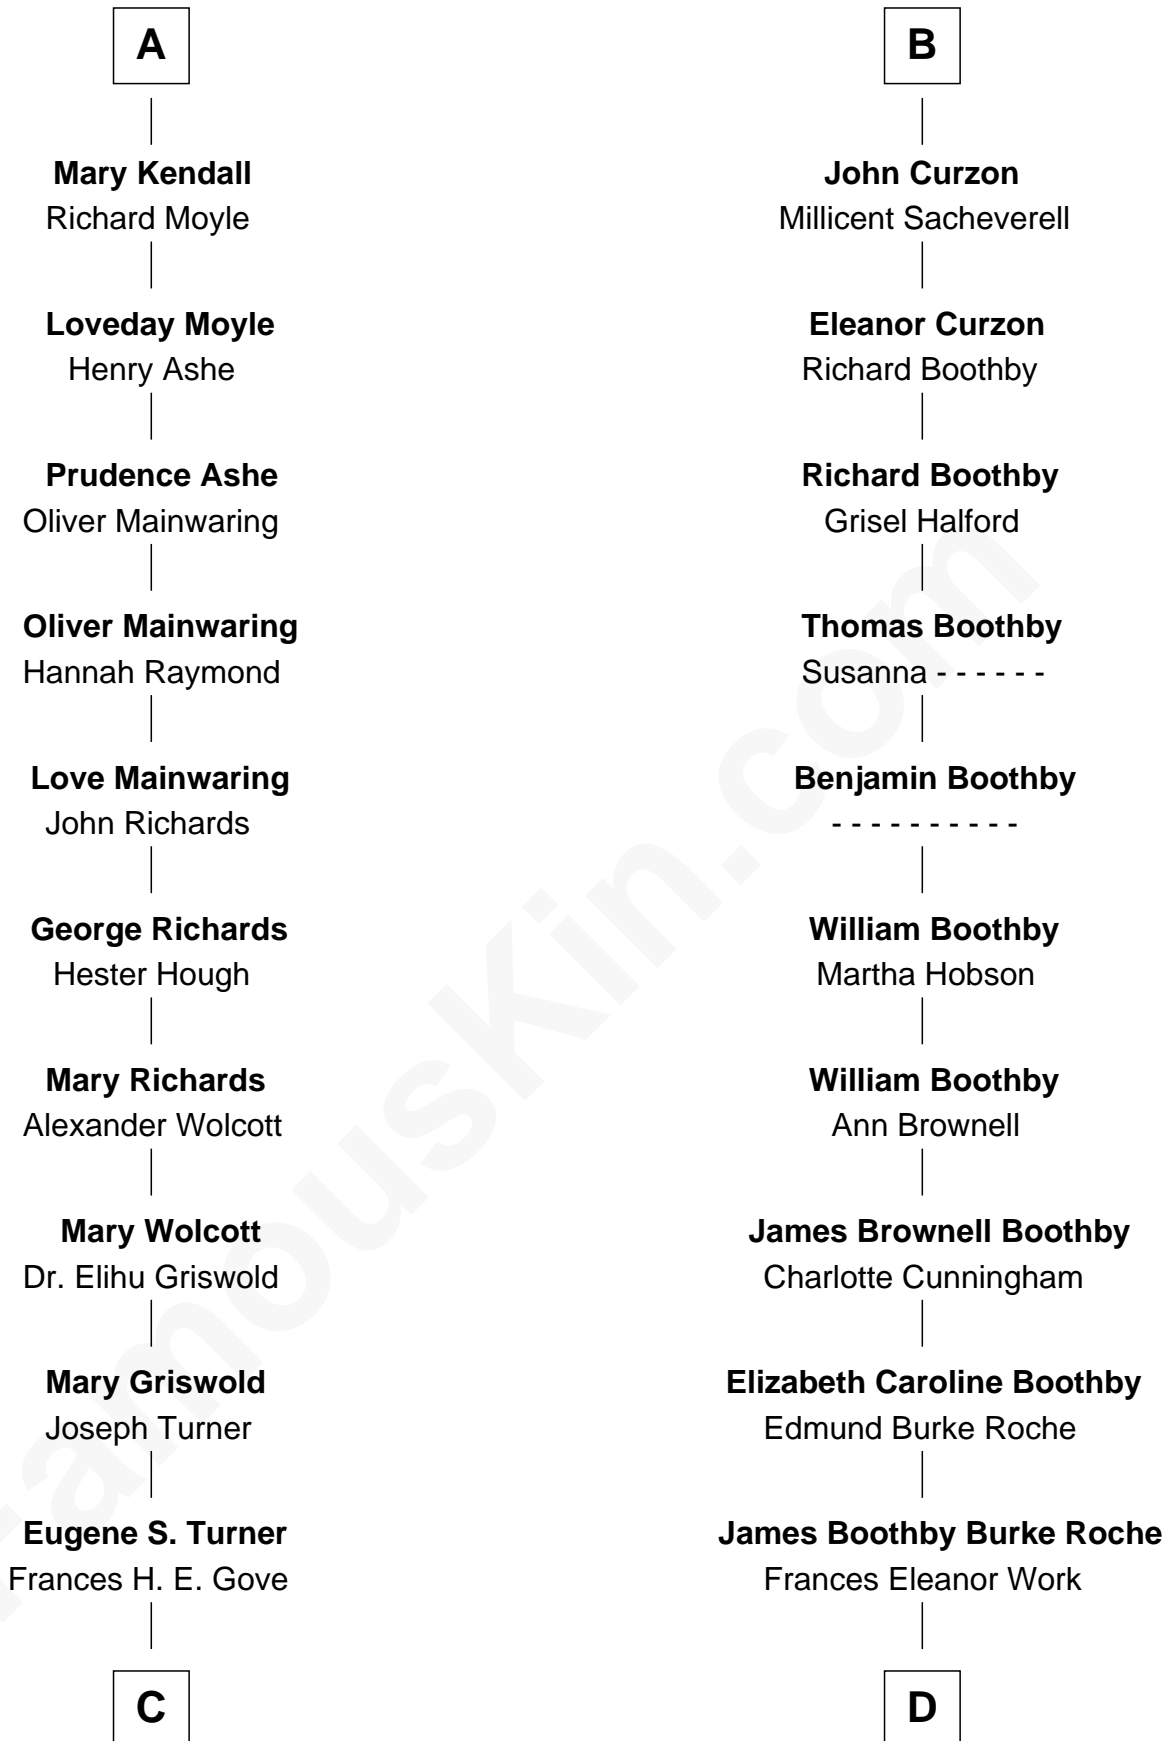 A
Mary Kendall
Richard Moyle
Loveday Moyle
Henry Ashe
Prudence Ashe
Oliver Mainwaring
Oliver Mainwaring
Hannah Raymond
Love Mainwaring
John Richards
George Richards
Hester Hough
Mary Richards
Alexander Wolcott
Mary Wolcott
Dr. Elihu Griswold
Mary Griswold
Joseph Turner
Eugene S. Turner
Frances H. E. Gove
C
B
John Curzon
Millicent Sacheverell
Eleanor Curzon
Richard Boothby
Richard Boothby
Grisel Halford
Thomas Boothby
Susanna - - - - - -
Benjamin Boothby
- - - - - - - - - -
William Boothby
Martha Hobson
William Boothby
Ann Brownell
James Brownell Boothby
Charlotte Cunningham
Elizabeth Caroline Boothby
Edmund Burke Roche
James Boothby Burke Roche
Frances Eleanor Work
D
FamousKin.com